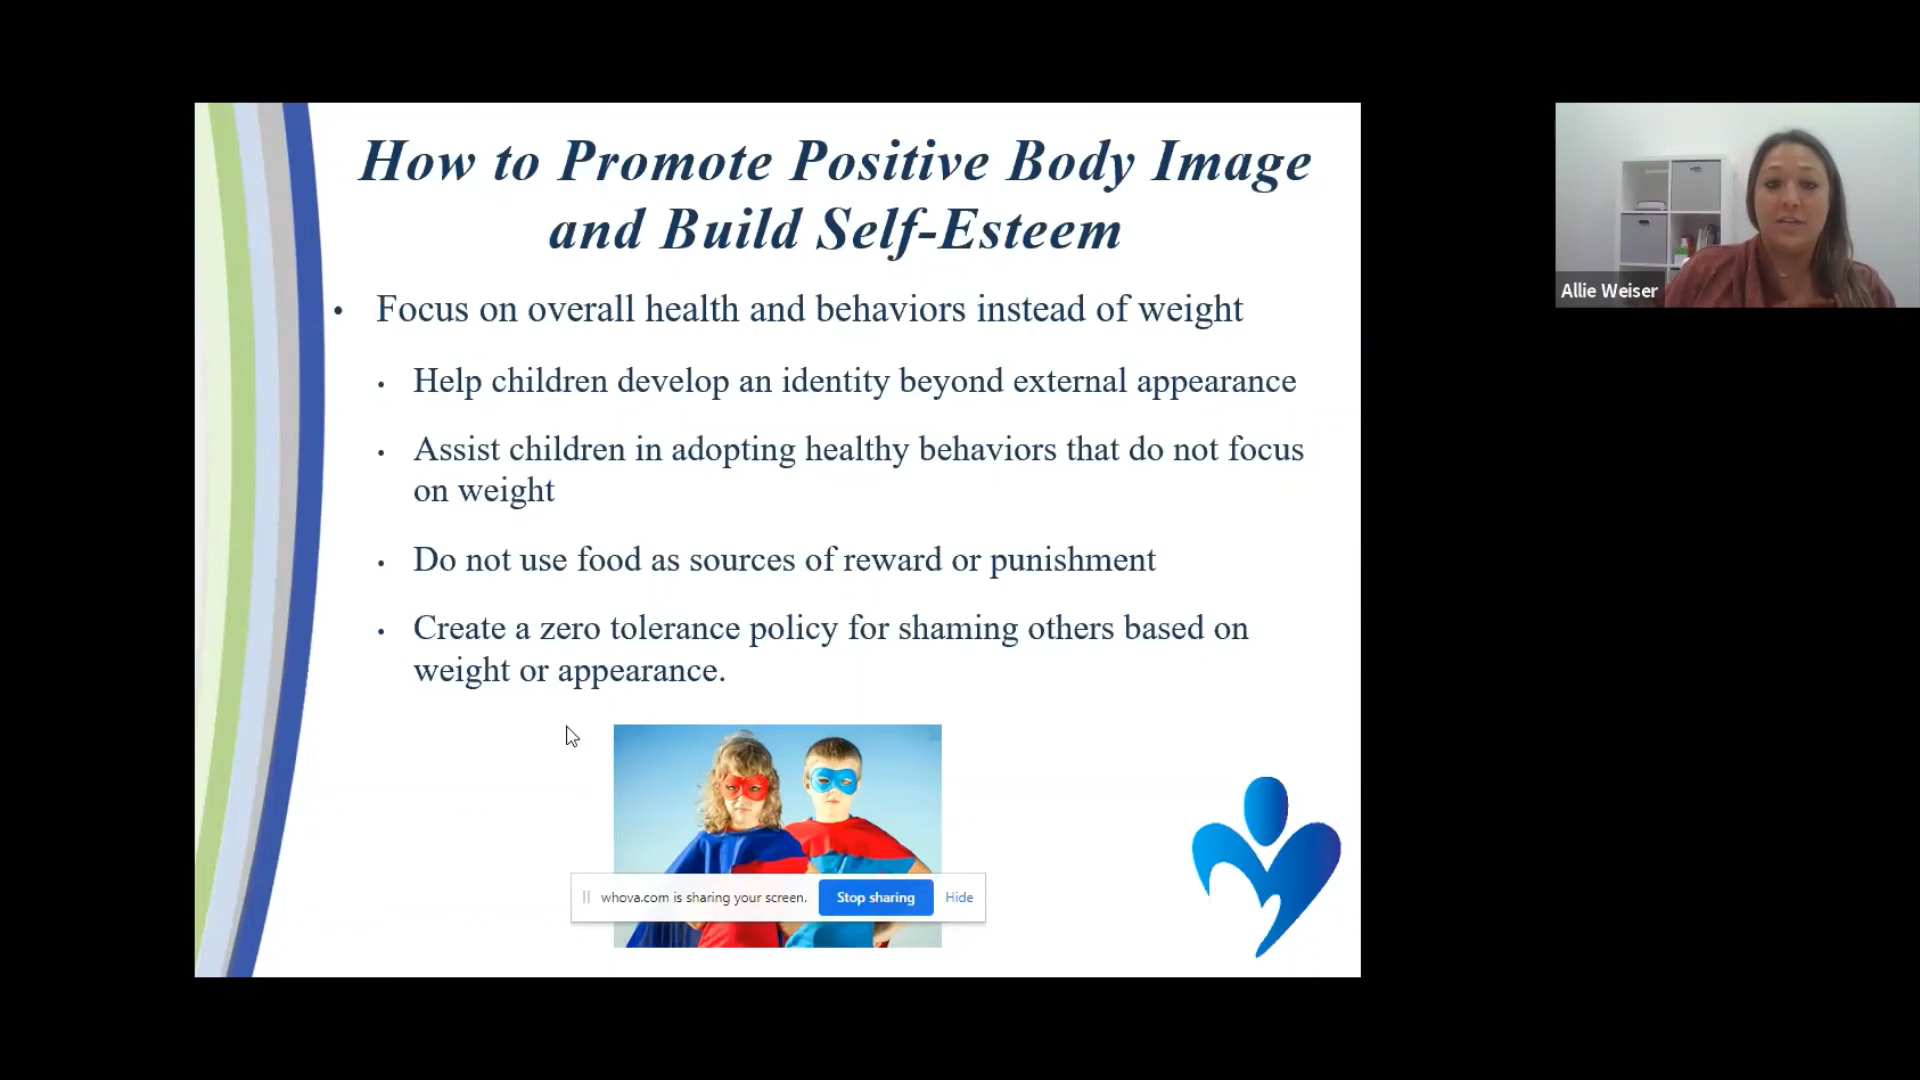 How to Promote Positive Body Image
and Build Self-Esteem
• Focus on overall health and behaviors instead of weight
• Help children develop an identity beyond external appearance
• Assist children in adopting healthy behaviors that do not focus
on weight
• Do not use food as sources of reward or punishment
• Create a zero tolerance policy for shaming others based on
weight or appearance.
whova.com is sharing your screen. Stop sharing Hide
Allie Weiser